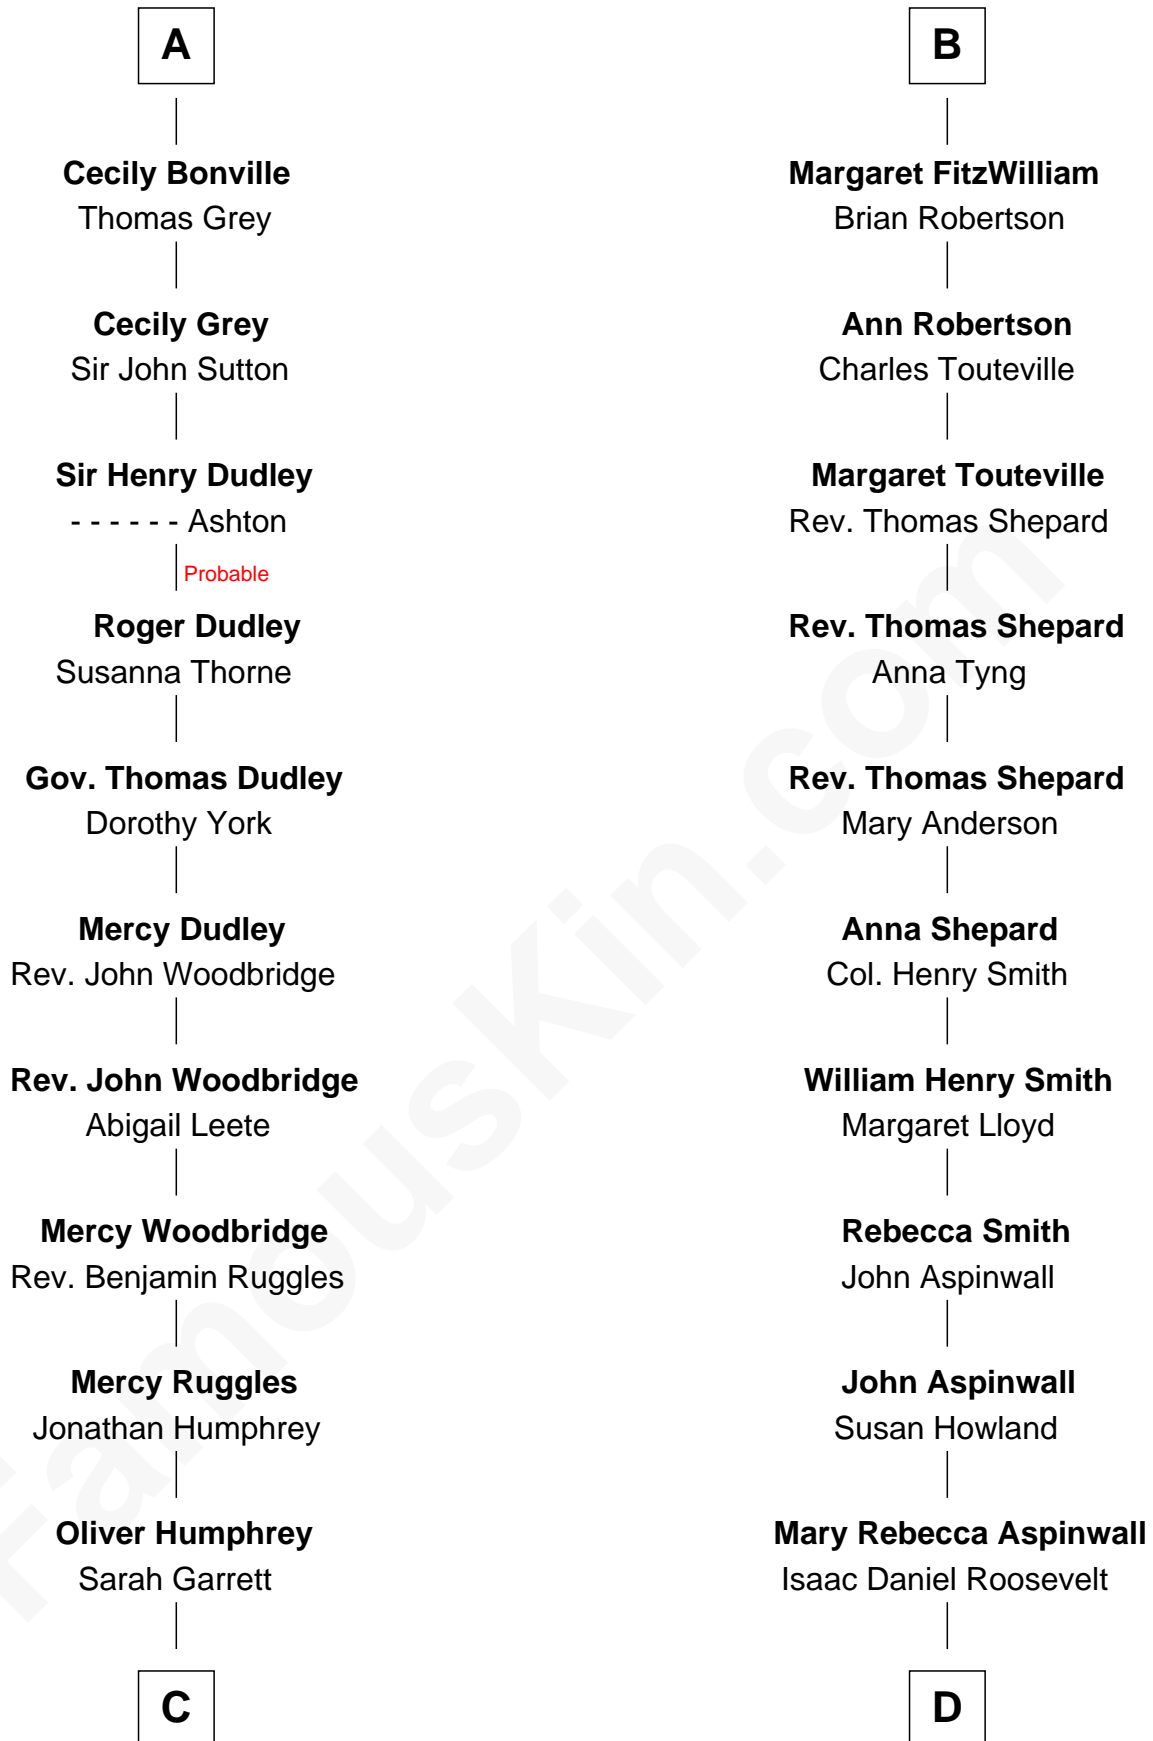 A
Cecily Bonville
Thomas Grey
Cecily Grey
Sir John Sutton
Sir Henry Dudley
- - - - - - Ashton
Probable
Roger Dudley
Susanna Thorne
Gov. Thomas Dudley
Dorothy York
Mercy Dudley
Rev. John Woodbridge
Rev. John Woodbridge
Abigail Leete
Mercy Woodbridge
Rev. Benjamin Ruggles
Mercy Ruggles
Jonathan Humphrey
Oliver Humphrey
Sarah Garrett
C
B
Margaret FitzWilliam
Brian Robertson
Ann Robertson
Charles Touteville
Margaret Touteville
Rev. Thomas Shepard
Rev. Thomas Shepard
Anna Tyng
Rev. Thomas Shepard
Mary Anderson
Anna Shepard
Col. Henry Smith
William Henry Smith
Margaret Lloyd
Rebecca Smith
John Aspinwall
John Aspinwall
Susan Howland
Mary Rebecca Aspinwall
Isaac Daniel Roosevelt
D
FamousKin.com